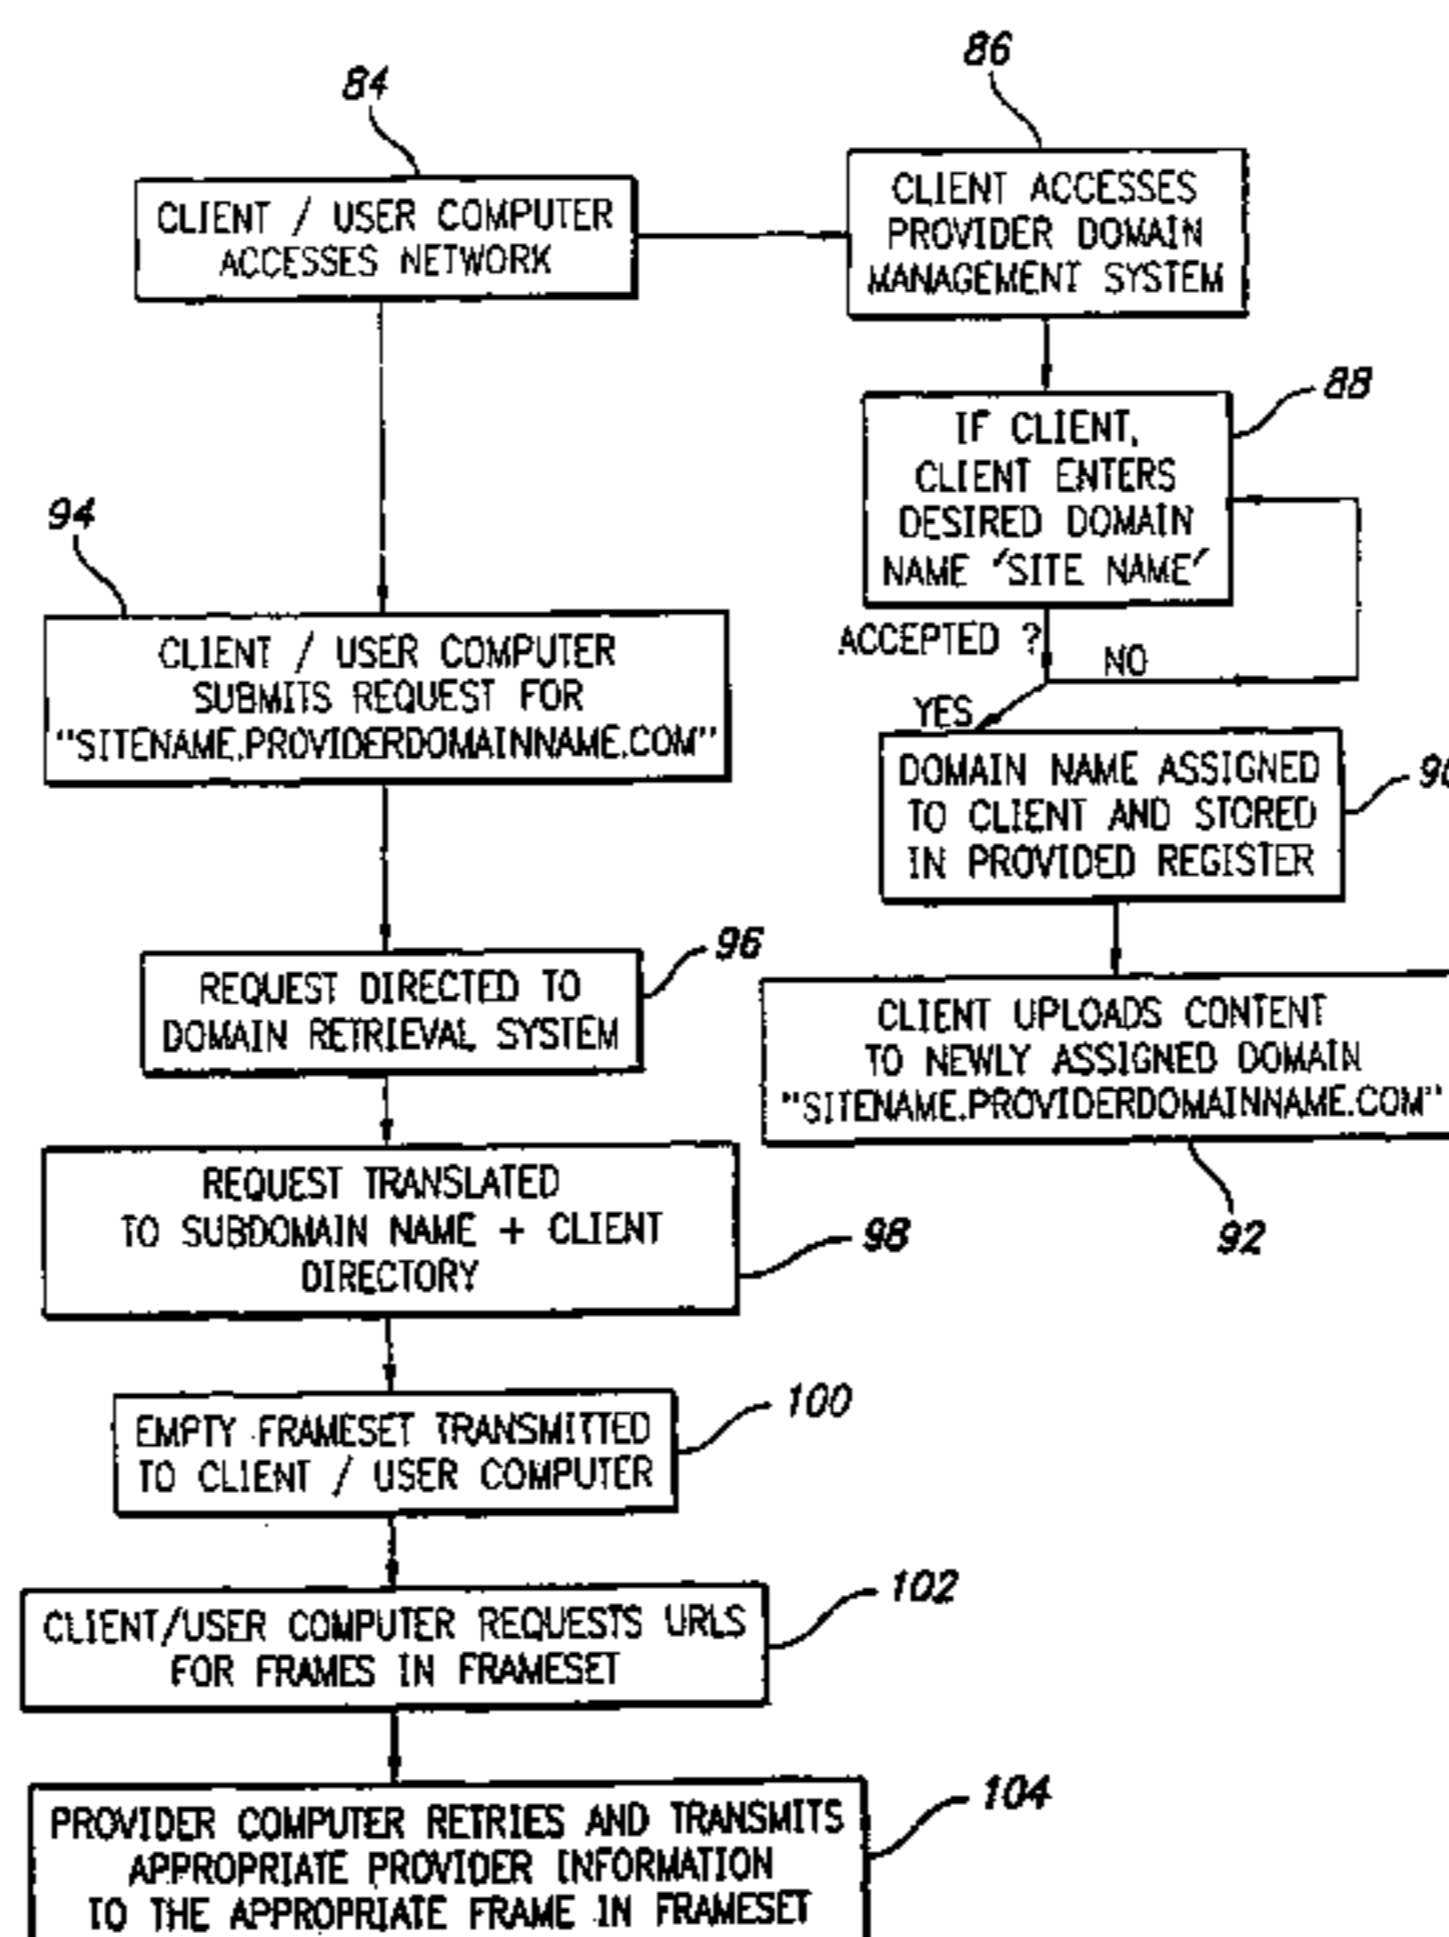 84
CLIENT / USER COMPUTER
ACCESSES NETWORK
86
CLIENT ACCESSES
PROVIDER DOMAIN
MANAGEMENT SYSTEM
88
IF CLIENT,
CLIENT ENTERS
DESIRED DOMAIN
NAME 'SITE NAME'
ACCEPTED ?
NO
YES
DOMAIN NAME ASSIGNED
TO CLIENT AND STORED
IN PROVIDED REGISTER
CLIENT UPLOADS CONTENT
TO NEWLY ASSIGNED DOMAIN
"SITENAME.PROVIDERDOMAINNAME.COM"
92
94
CLIENT / USER COMPUTER
SUBMITS REQUEST FOR
"SITENAME.PROVIDERDOMAINNAME.COM"
96
REQUEST DIRECTED TO
DOMAIN RETRIEVAL SYSTEM
REQUEST TRANSLATED
TO SUBDOMAIN NAME + CLIENT
DIRECTORY
98
100
EMPTY FRAMESET TRANSMITTED
TO CLIENT / USER COMPUTER
102
CLIENT/USER COMPUTER REQUESTS URLS
FOR FRAMES IN FRAMESET
104
PROVIDER COMPUTER RETRIES AND TRANSMITS
APPROPRIATE PROVIDER INFORMATION
TO THE APPROPRIATE FRAME IN FRAMESET